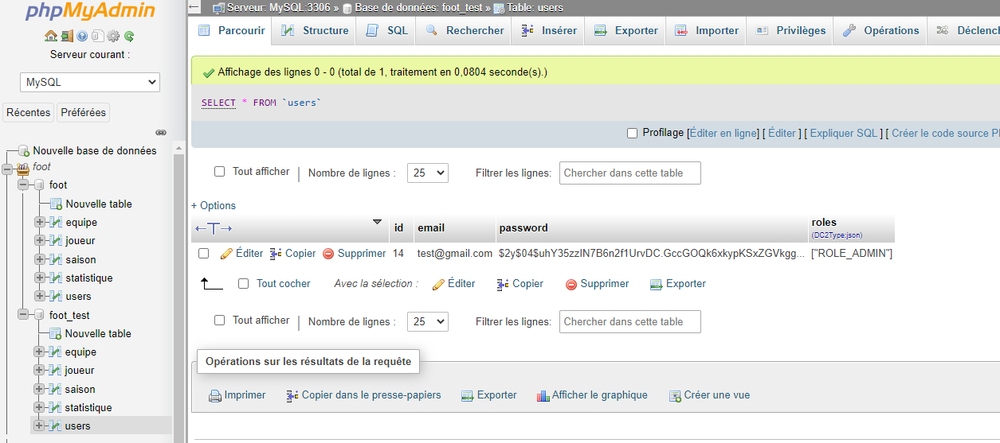 phpMyAdmin
Serveur courant :
MySQL
Récentes Préférées
Nouvelle base de données
foot
foot
Nouvelle table
equipe
joueur
saison
statistique
users
foot_test
Nouvelle table
equipe
joueur
saison
statistique
users
Serveur: MySQL:3306 » Base de données: foot_test » Table: users
Parcourir Structure SQL Rechercher Insérer Exporter Importer Privilèges Opérations Déclench
Affichage des lignes 0 - 0 (total de 1, traitement en 0,0804 seconde(s).)
SELECT * FROM `users`
Profilage [Éditer en ligne] [ Éditer ] [ Expliquer SQL ] [ Créer le code source P
Tout afficher | Nombre de lignes : 25 Filtrer les lignes: Chercher dans cette table
+ Options
id email password roles
(DC2Type:json)
Éditer Copier Supprimer 14 test@gmail.com $2y$04$uhY35zzIN7B6n2f1UrvDC.GccGOQk6xkypKSxZGVkgg... ["ROLE_ADMIN"]
Tout cocher Avec la sélection : Éditer Copier Supprimer Exporter
Tout afficher | Nombre de lignes : 25 Filtrer les lignes: Chercher dans cette table
Opérations sur les résultats de la requête
Imprimer Copier dans le presse-papiers Exporter Afficher le graphique Créer une vue